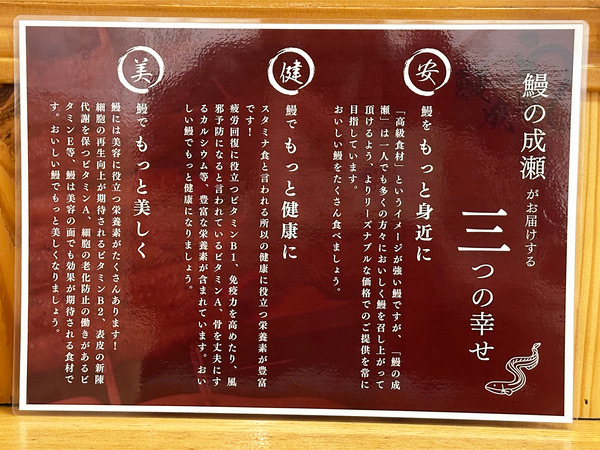 鰻の成瀬がお届けする
三つの幸せ
安
鰻をもっと身近に
「高級食材」というイメージが強い鰻ですが、「鰻の成
瀬」は一人でも多くの方々においしく鰻を召し上がって
頂けるよう、よりリーズナブルな価格でのご提供を常に
目指しています。
おいしい鰻をたくさん食べましょう。
健
鰻でもっと健康に
スタミナ食と言われる所以の健康に役立つ栄養素が豊富
です！
疲労回復に役立つビタミンB1、免疫力を高めたり、風
邪予防になると言われているビタミンA、骨を丈夫にす
るカルシウム等、豊富な栄養素が含まれています。おい
しい鰻でもっと健康になりましょう。
美
鰻でもっと美しく
鰻には美容に役立つ栄養素がたくさんあります！
細胞の再生向上が期待されるビタミンB2、表皮の新陳
代謝を保つビタミンA、細胞の老化防止の働きがあるビ
タミンE等、鰻は美容の面でも効果が期待される食材で
す。おいしい鰻でもっと美しくなりましょう。